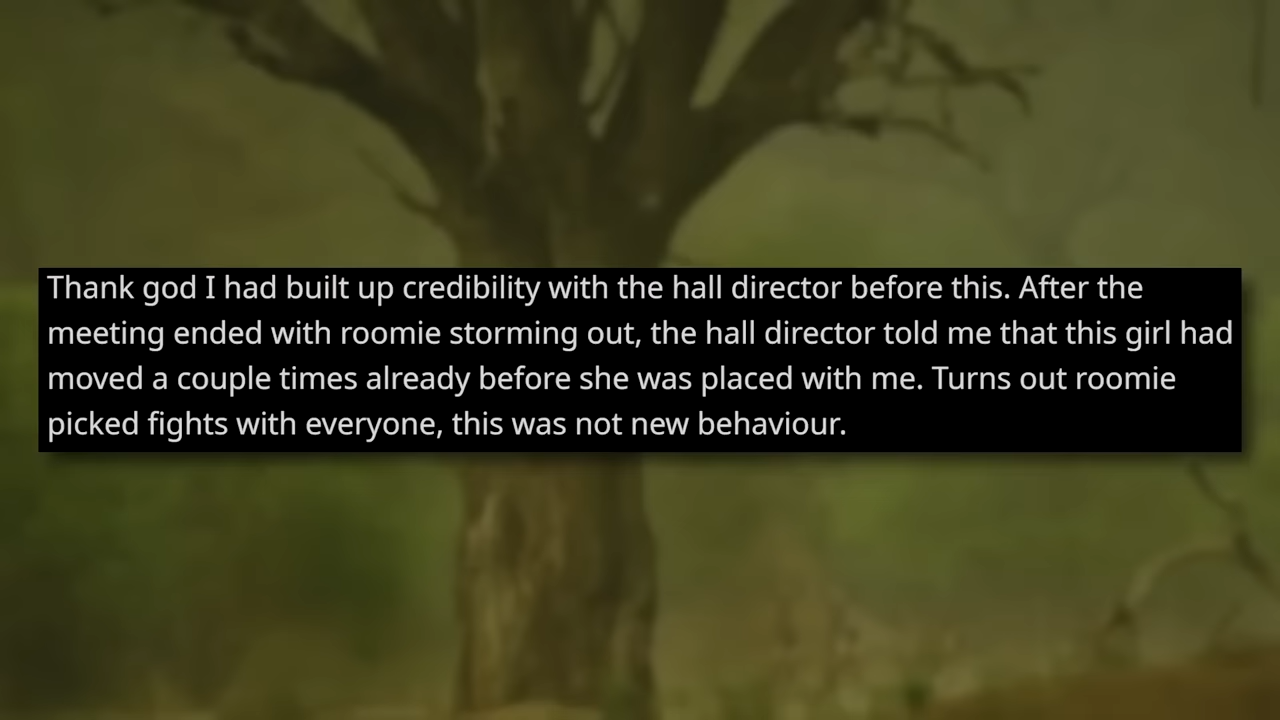 Thank god I had built up credibility with the hall director before this. After the
meeting ended with roomie storming out, the hall director told me that this girl had
moved a couple times already before she was placed with me. Turns out roomie
picked fights with everyone, this was not new behaviour.